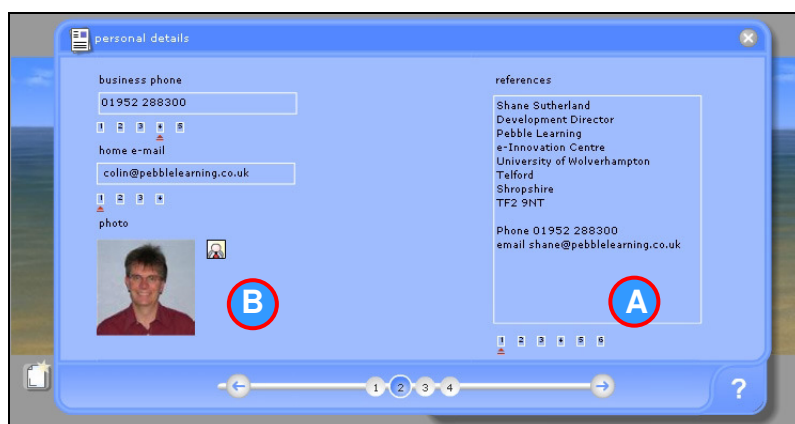 personal details
business phone
01952 288300
1 2 3 4 5
home e-mail
colin@pebblelearning.co.uk
1 2 3 4
photo
B
references
Shane Sutherland
Development Director
Pebble Learning
e-Innovation Centre
University of Wolverhampton
Telford
Shropshire
TF2 9NT
Phone 01952 288300
email shane@pebblelearning.co.uk
A
1 2 3 4 5 6
1 2 3 4
?